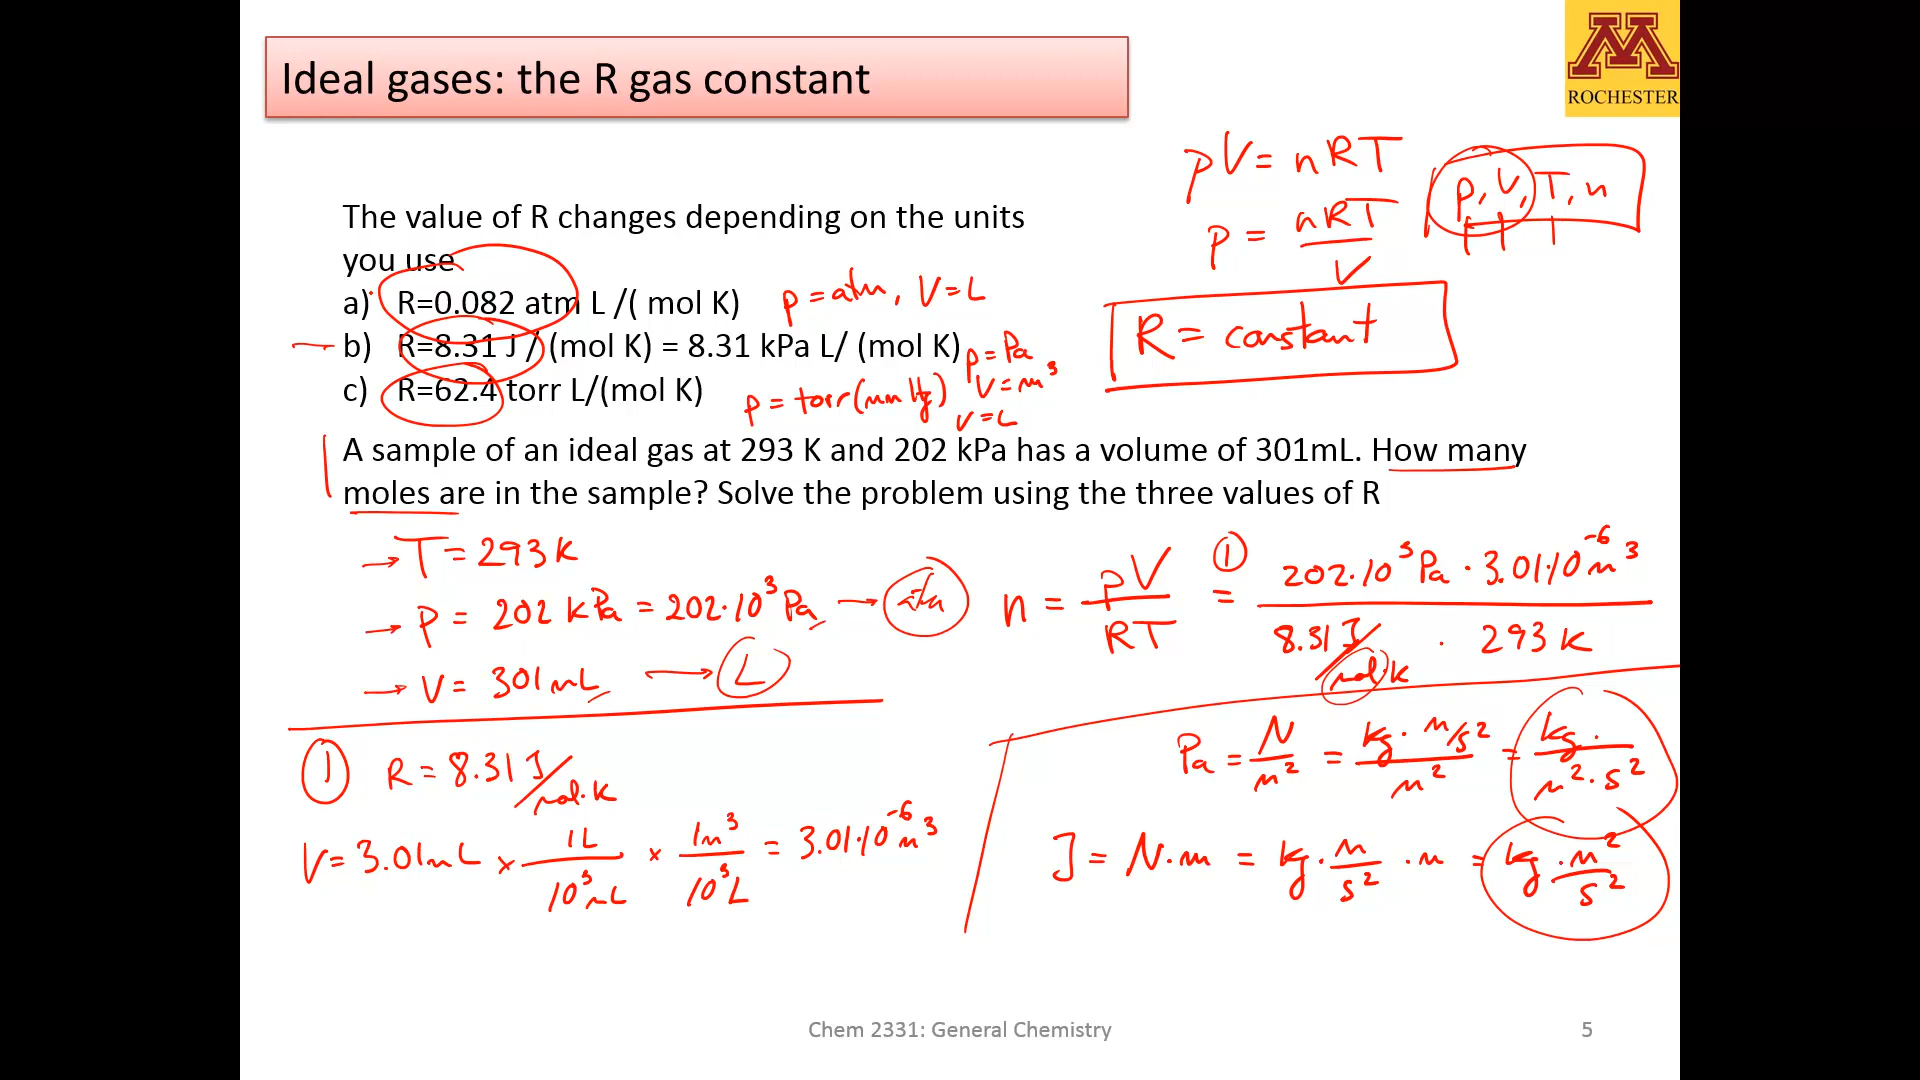 Ideal gases: the R gas constant
ROCHESTER
pV = nRT
p = nRT / V
p, V, T, n
R = constant
The value of R changes depending on the units
you use
a) R=0.082 atm L /( mol K)
p = atm, V = L
b) R=8.31 J / (mol K) = 8.31 kPa L/ (mol K)
p = Pa
V = m³
c) R=62.4 torr L/(mol K)
p = torr (mm Hg)
V = L
A sample of an ideal gas at 293 K and 202 kPa has a volume of 301mL. How many
moles are in the sample? Solve the problem using the three values of R
→ T = 293 K
→ P = 202 kPa = 202·10³ Pa → atm
→ V = 301 mL → L
n = pV / RT = ① 202·10³ Pa · 3.01·10⁻⁶ m³ / 8.31 J/mol·K · 293 K
① R = 8.31 J/mol·K
V = 3.01 mL × 1L / 10³ mL × 1m³ / 10³ L = 3.01·10⁻⁶ m³
Pa = N / m² = kg · m/s² / m² = kg · / m² · s²
J = N·m = kg · m / s² · m = kg · m² / s²
Chem 2331: General Chemistry
5